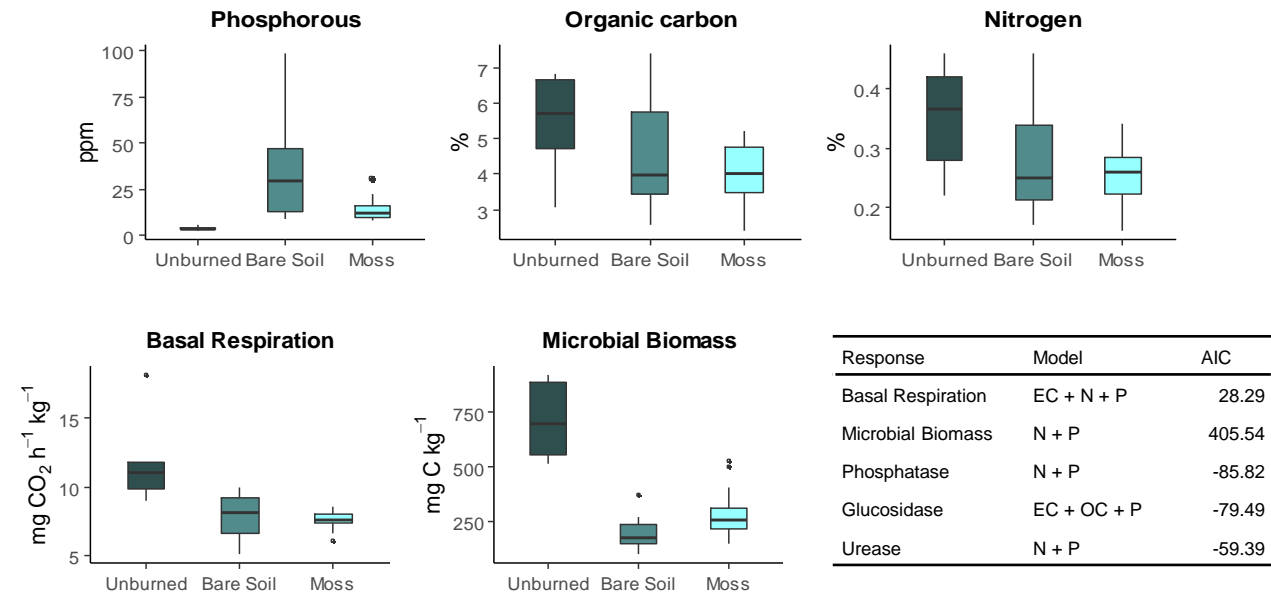 Phosphorous
ppm
100
75
50
25
0
Unburned Bare Soil Moss
Organic carbon
%
7
6
5
4
3
Unburned Bare Soil Moss
Nitrogen
%
0.4
0.3
0.2
Unburned Bare Soil Moss
Basal Respiration
mg CO₂ h⁻¹ kg⁻¹
15
10
5
Unburned Bare Soil Moss
Microbial Biomass
mg C kg⁻¹
750
500
250
Unburned Bare Soil Moss
Response Model AIC
Basal Respiration EC + N + P 28.29
Microbial Biomass N + P 405.54
Phosphatase N + P -85.82
Glucosidase EC + OC + P -79.49
Urease N + P -59.39